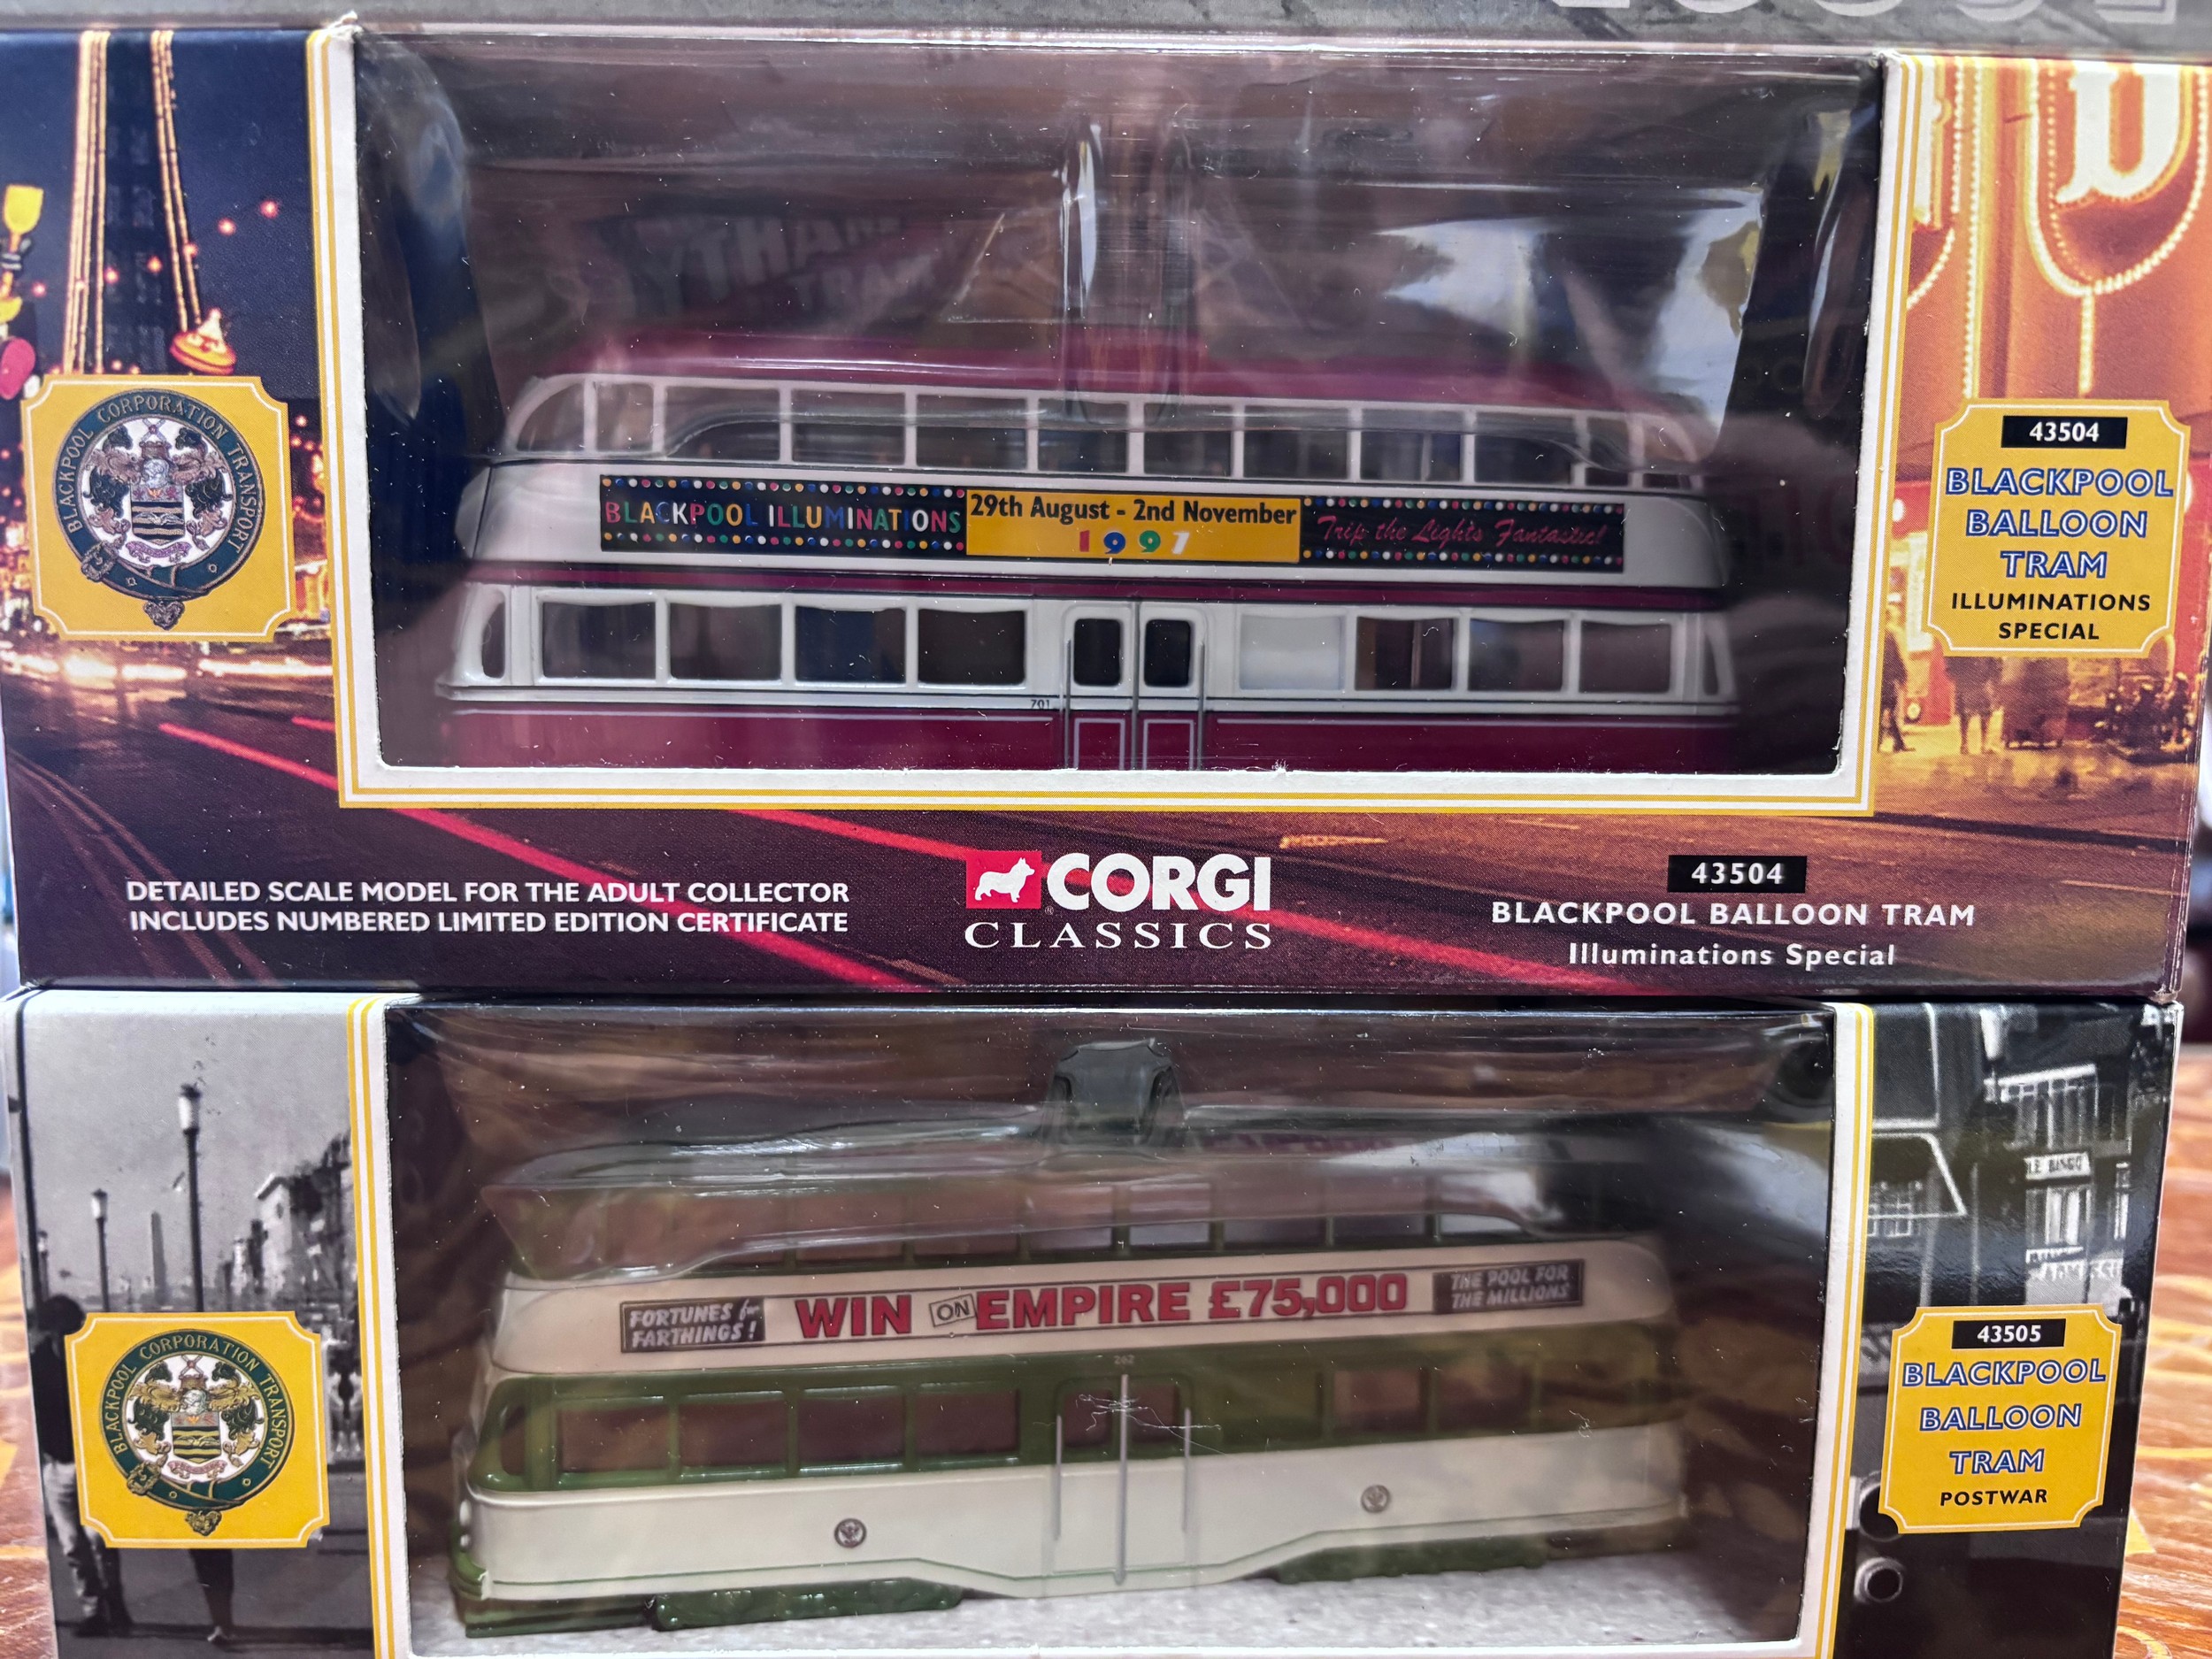 BLACKPOOL CORPORATION TRANSPORT
BLACKPOOL ILLUMINATIONS
29th August - 2nd November
1997
Trip the Lights Fantastic!
701
43504
BLACKPOOL
BALLOON
TRAM
ILLUMINATIONS
SPECIAL
DETAILED SCALE MODEL FOR THE ADULT COLLECTOR
INCLUDES NUMBERED LIMITED EDITION CERTIFICATE
CORGI
CLASSICS
43504
BLACKPOOL BALLOON TRAM
Illuminations Special
BLACKPOOL CORPORATION TRANSPORT
FORTUNES for
FARTHINGS!
WIN ON EMPIRE £75,000
THE POOL FOR
THE MILLIONS
262
43505
BLACKPOOL
BALLOON
TRAM
POSTWAR